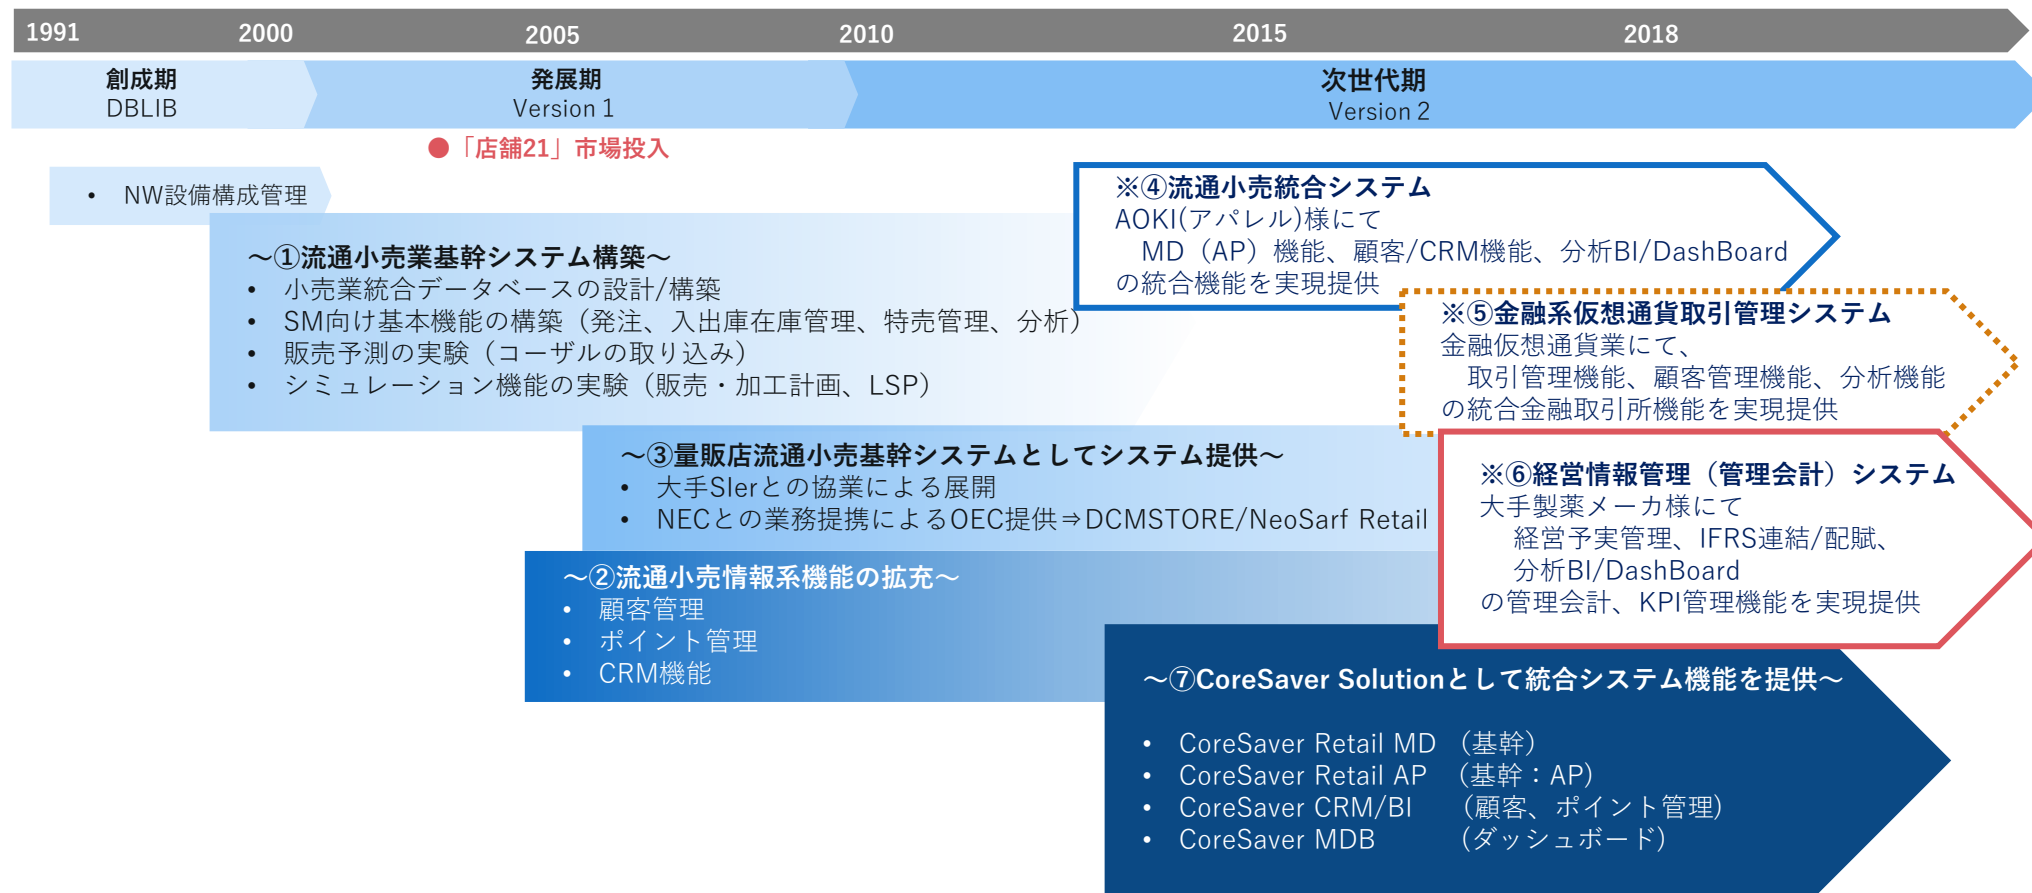 1991 2000 2005 2010 2015 2018
創成期
DBLIB
発展期
Version 1
次世代期
Version 2
●「店舗21」市場投入
• NW設備構成管理
～①流通小売業基幹システム構築～
• 小売業統合データベースの設計/構築
• SM向け基本機能の構築（発注、入出庫在庫管理、特売管理、分析）
• 販売予測の実験（コーザルの取り込み）
• シミュレーション機能の実験（販売・加工計画、LSP）
※④流通小売統合システム
AOKI(アパレル)様にて
MD（AP）機能、顧客/CRM機能、分析BI/DashBoard
の統合機能を実現提供
※⑤金融系仮想通貨取引管理システム
金融仮想通貨業にて、
取引管理機能、顧客管理機能、分析機能
の統合金融取引所機能を実現提供
～③量販店流通小売基幹システムとしてシステム提供～
• 大手SIerとの協業による展開
• NECとの業務提携によるOEC提供⇒DCMSTORE/NeoSarf Retail
※⑥経営情報管理（管理会計）システム
大手製薬メーカ様にて
経営予実管理、IFRS連結/配賦、
分析BI/DashBoard
の管理会計、KPI管理機能を実現提供
～②流通小売情報系機能の拡充～
• 顧客管理
• ポイント管理
• CRM機能
～⑦CoreSaver Solutionとして統合システム機能を提供～
• CoreSaver Retail MD （基幹）
• CoreSaver Retail AP （基幹：AP）
• CoreSaver CRM/BI （顧客、ポイント管理）
• CoreSaver MDB （ダッシュボード）